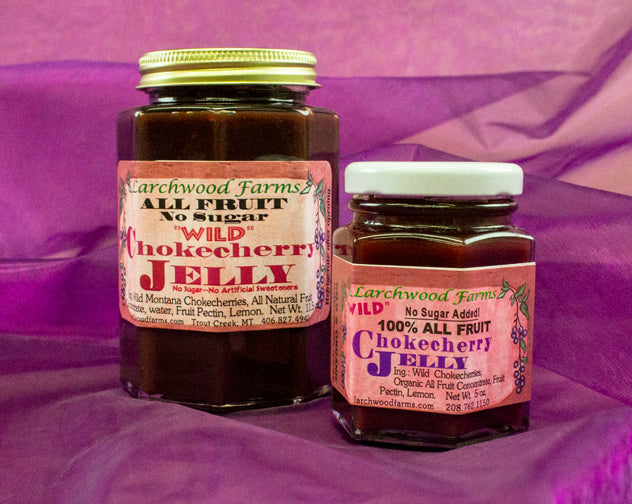 Larchwood Farms
ALL FRUIT
No Sugar
"WILD"
Chokecherry
JELLY
No Sugar--No Artificial Sweeteners
Wild Montana Chokecherries, All Natural Fruit
water, Fruit Pectin, Lemon. Net Wt.
woodfarms.com Trout Creek, MT 406.827.494
Larchwood Farms
WILD"
No Sugar Added!
100% ALL FRUIT
Chokecherry
JELLY
Ing.: Wild Chokecherries,
Organic All Fruit Concentrate, Fruit
Pectin, Lemon. Net Wt. 5 oz.
larchwoodfarms.com 208 762 1150